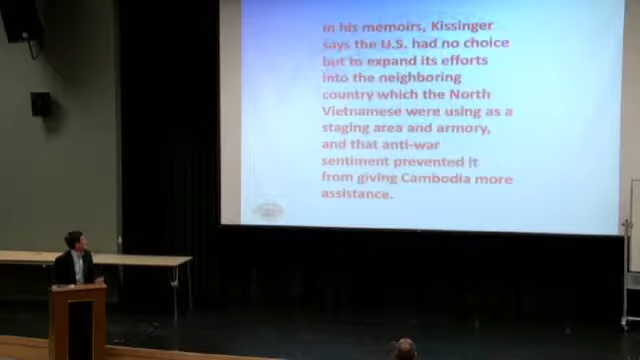 In his memoirs, Kissinger
says the U.S. had no choice
but to expand its efforts
into the neighboring
country which the North
Vietnamese were using as a
staging area and armory,
and that anti-war
sentiment prevented it
from giving Cambodia more
assistance.